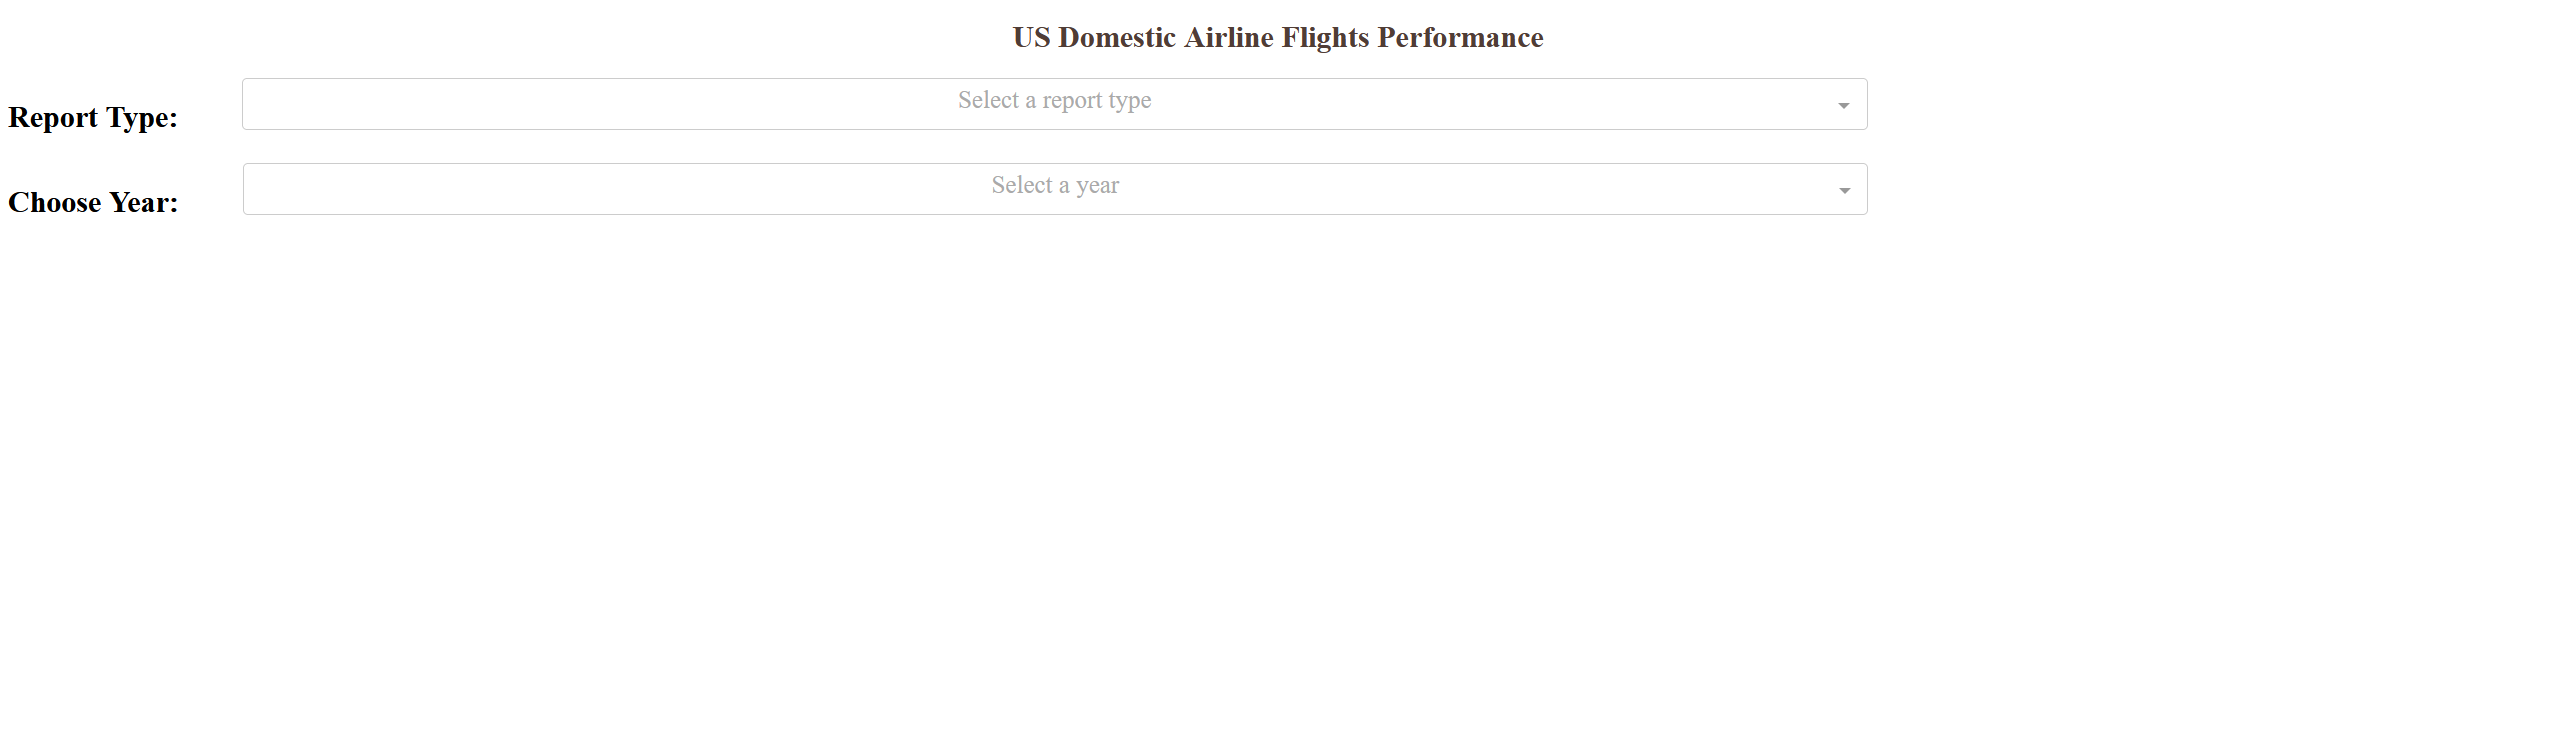 US Domestic Airline Flights Performance
Report Type:
Select a report type
Choose Year:
Select a year